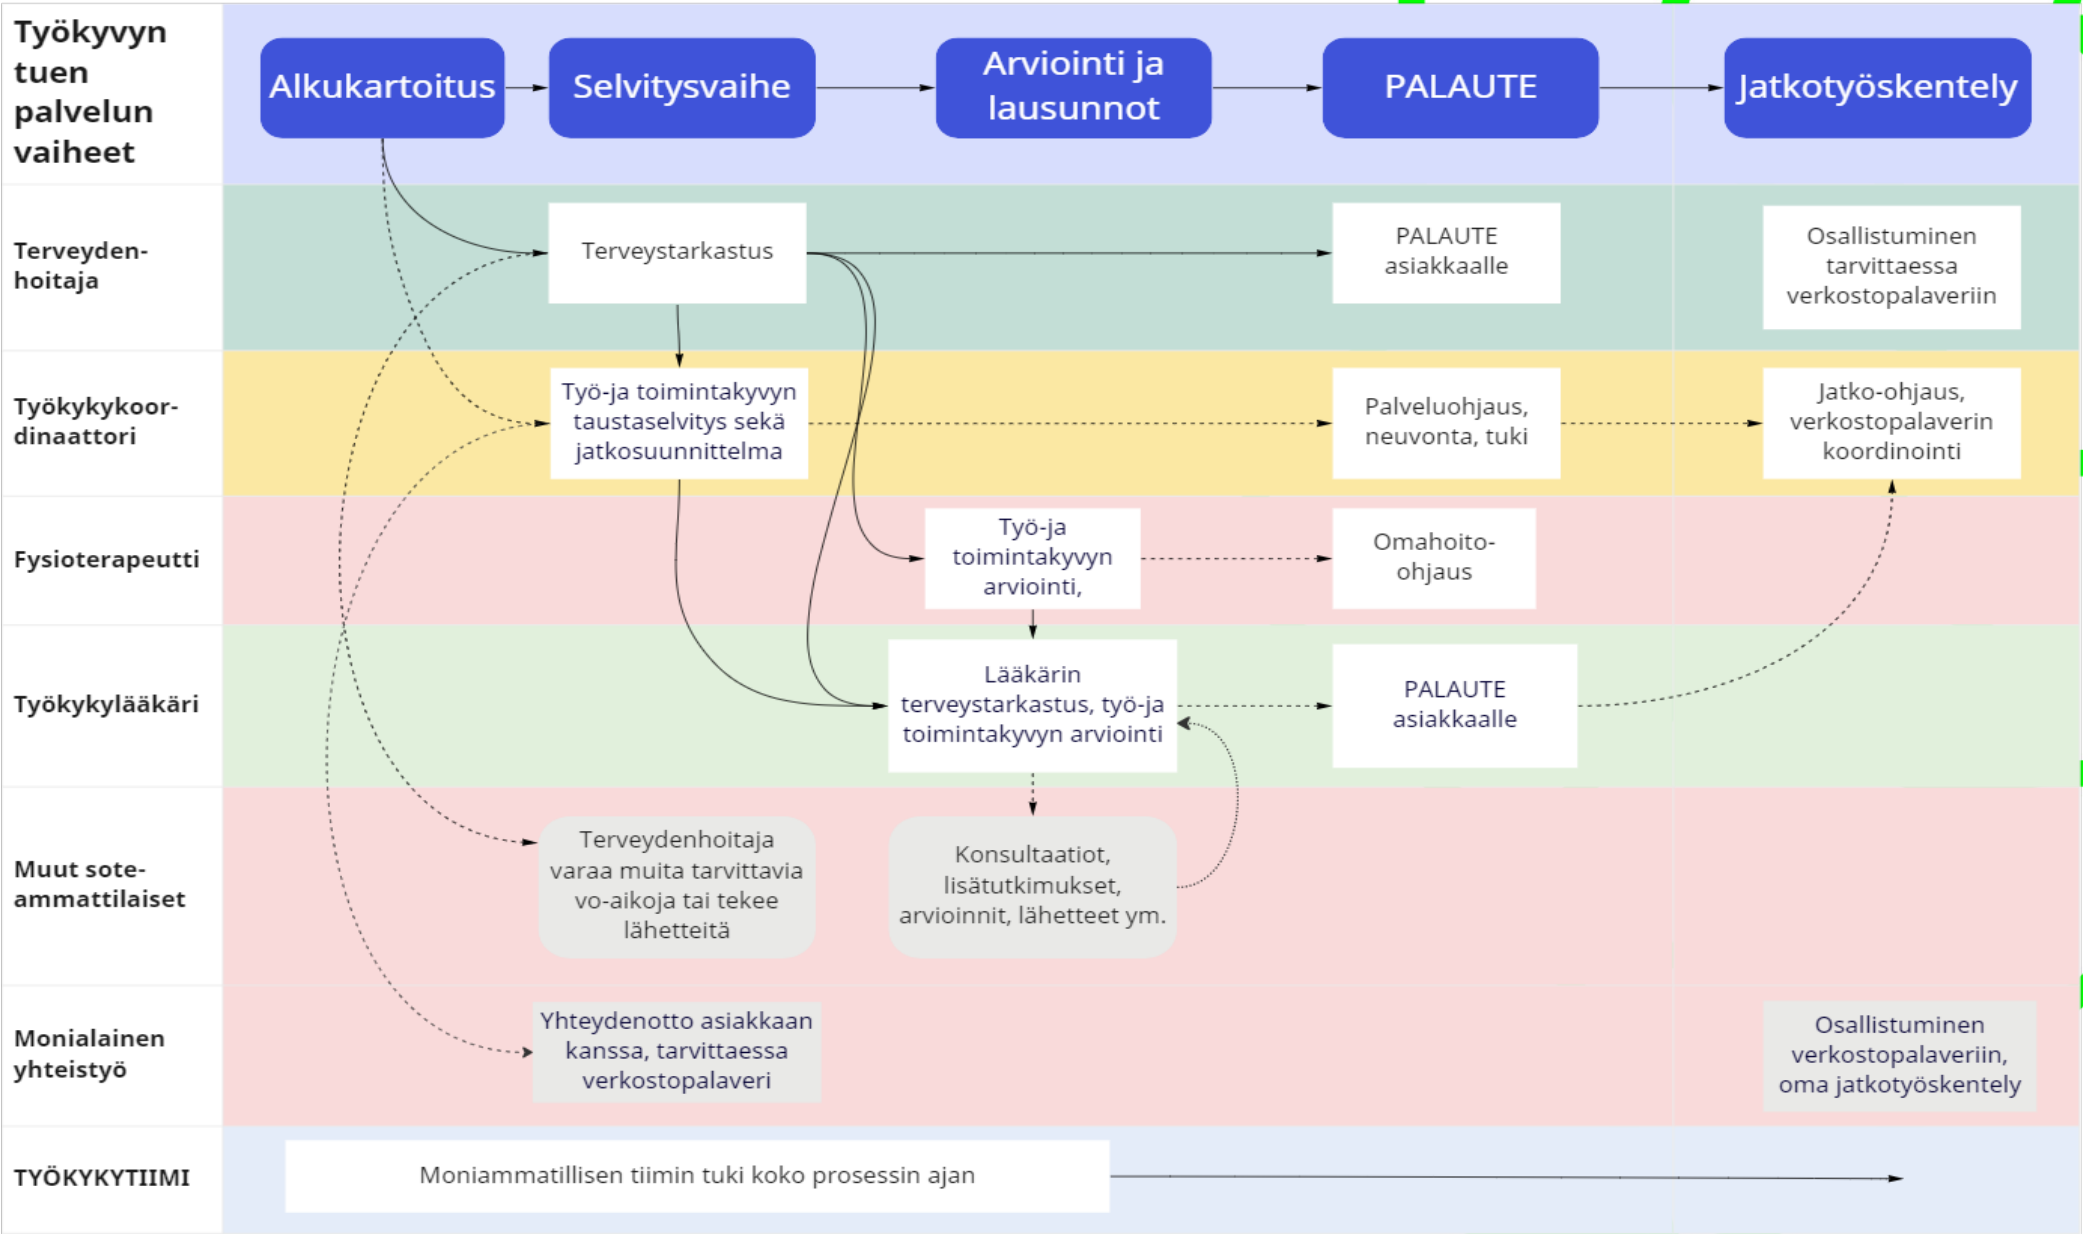 Työkyvyn
tuen
palvelun
vaiheet
Alkukartoitus
Selvitysvaihe
Arviointi ja
lausunnot
PALAUTE
Jatkotyöskentely
Terveyden-
hoitaja
Terveystarkastus
PALAUTE
asiakkaalle
Osallistuminen
tarvittaessa
verkostopalaveriin
Työkykykoor-
dinaattori
Työ-ja toimintakyvyn
taustaselvitys sekä
jatkosuunnittelma
Palveluohjaus,
neuvonta, tuki
Jatko-ohjaus,
verkostopalaverin
koordinointi
Fysioterapeutti
Työ-ja
toimintakyvyn
arviointi,
Omahoito-
ohjaus
Työkykylääkäri
Lääkärin
terveystarkastus, työ-ja
toimintakyvyn arviointi
PALAUTE
asiakkaalle
Muut sote-
ammattilaiset
Terveydenhoitaja
varaa muita tarvittavia
vo-aikoja tai tekee
lähetteitä
Konsultaatiot,
lisätutkimukset,
arvioinnit, lähetteet ym.
Monialainen
yhteistyö
Yhteydenotto asiakkaan
kanssa, tarvittaessa
verkostopalaveri
Osallistuminen
verkostopalaveriin,
oma jatkotyöskentely
TYÖKYKYTIIMI
Moniammatillisen tiimin tuki koko prosessin ajan